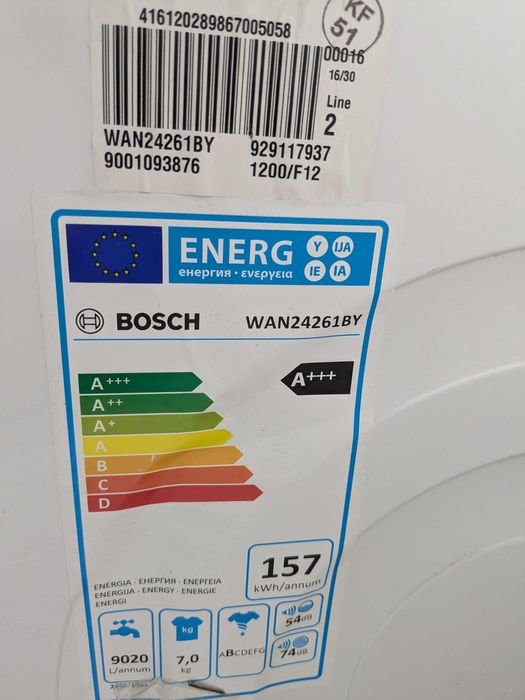 416120289867005058
KF
51
00016
16/30
Line
2
WAN24261BY 929117937
9001093876 1200/F12
ENERG Y IJA
енергия · ενεργεια IE IA
BOSCH WAN24261BY
A+++ A+++
A++
A+
A
B
C
D
157
kWh/annum
ENERGIA · ЕНЕРГИЯ · ΕΝΕΡΓΕΙΑ
ENERGIJA · ENERGY · ENERGIE
ENERGI
54dB
kg
ABCDEFG
74dB
9020
L/annum
7,0
kg